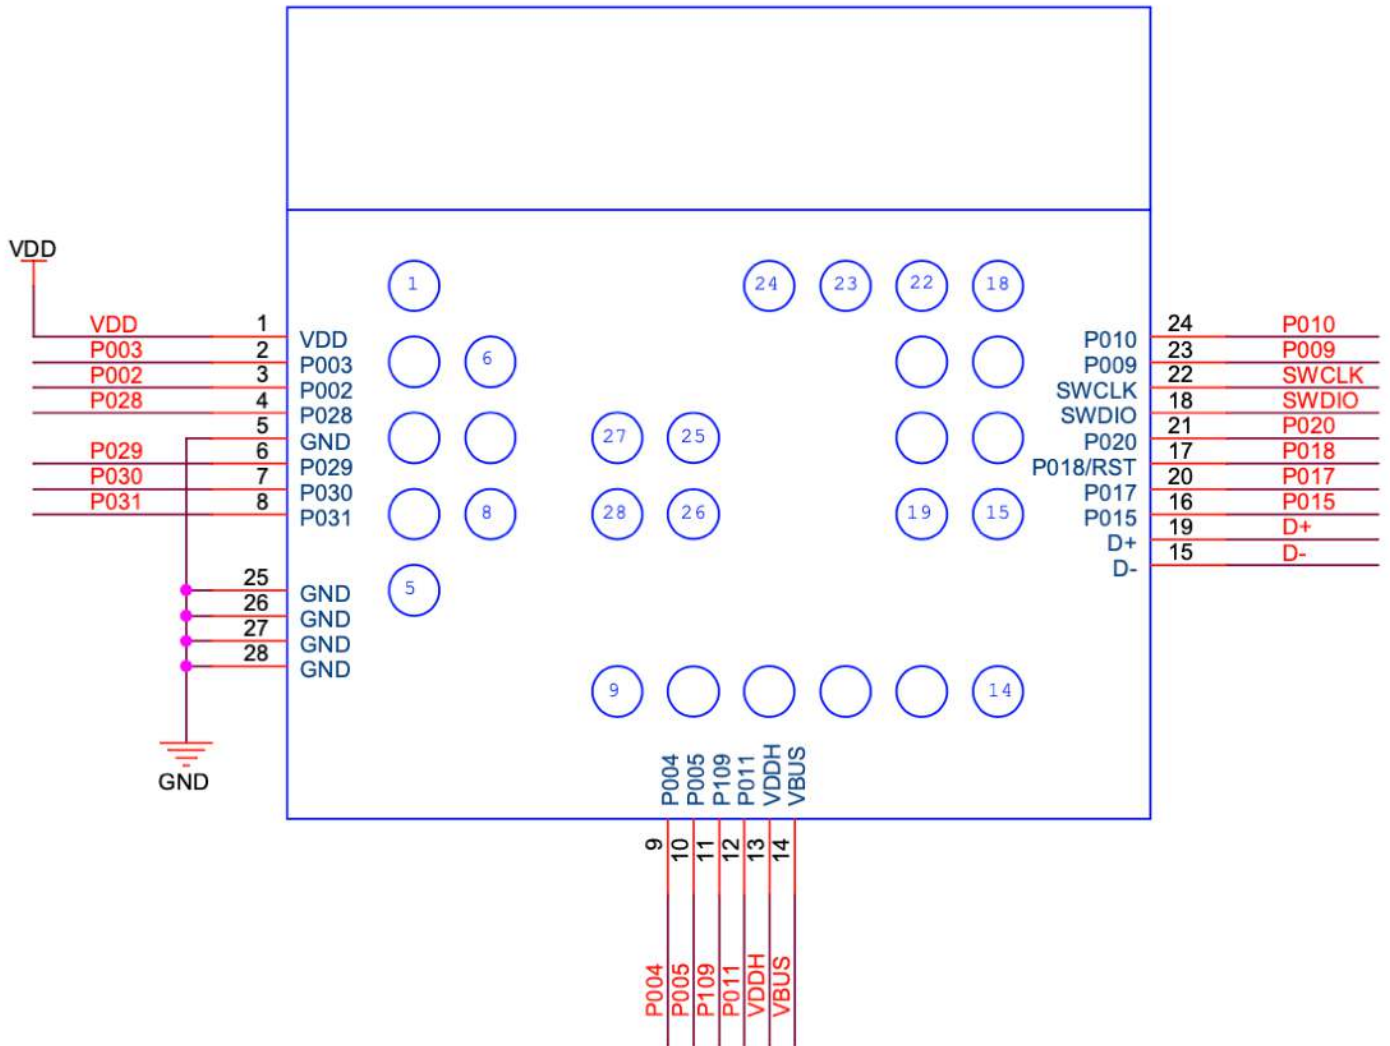 VDD
1 24 23 22 18
VDD 1 VDD P010 24 P010
P003 2 P003 6 P009 23 P009
P002 3 P002 SWCLK 22 SWCLK
P028 4 P028 SWDIO 18 SWDIO
5 GND 27 25 P020 21 P020
P029 6 P029 P018/RST 17 P018
P030 7 P030 P017 20 P017
P031 8 P031 8 28 26 19 15 P015 16 P015
D+ 19 D+
D- 15 D-
25 GND 5
26 GND
27 GND
28 GND
9 14
GND
P004 P005 P109 P011 VDDH VBUS
9 10 11 12 13 14
P004 P005 P109 P011 VDDH VBUS